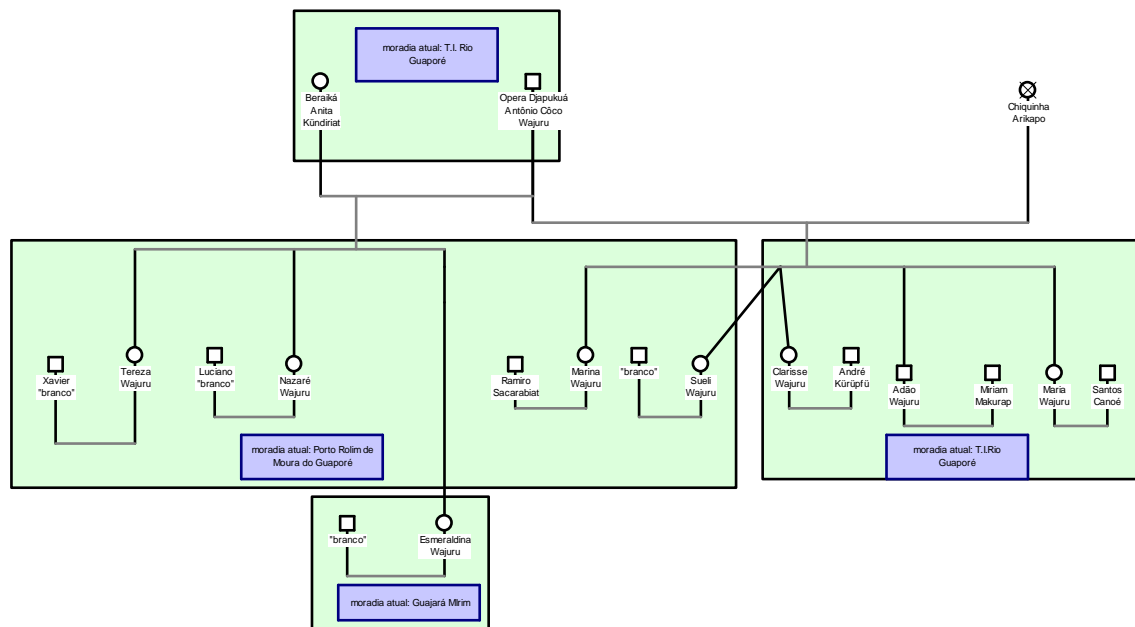 moradia atual: T.I. Rio
Guaporé
Beraiká
Anita
Kündiriat
Opera Djapukuá
Antônio Côco
Wajuru
Chiquinha
Arikapo
Xavier
"branco"
Tereza
Wajuru
Luciano
"branco"
Nazaré
Wajuru
Ramiro
Sacarabiat
Marina
Wajuru
"branco"
Sueli
Wajuru
Clarisse
Wajuru
André
Kürüpfü
Adão
Wajuru
Miriam
Makurap
Maria
Wajuru
Santos
Canoé
moradia atual: Porto Rolim de
Moura do Guaporé
moradia atual: T.I.Rio
Guaporé
"branco"
Esmeraldina
Wajuru
moradia atual: Guajará MIrim